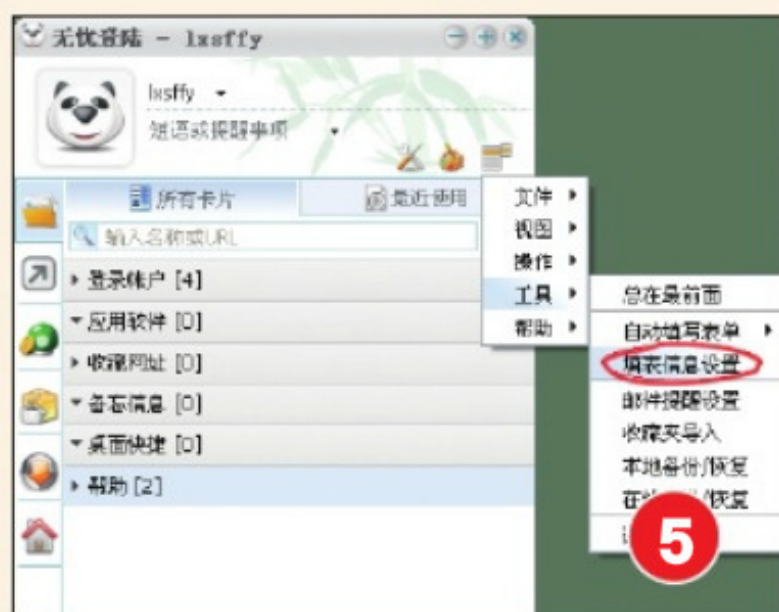 无忧登陆 - lxsffy
lxsffy
短语或提醒事项
所有卡片
最近使用
输入名称或URL
登录帐户 [4]
应用软件 [0]
收藏网址 [0]
备忘信息 [0]
桌面快捷 [0]
帮助 [2]
文件
视图
操作
工具
帮助
总在最前面
自动填写表单
填表信息设置
邮件提醒设置
收藏夹导入
本地备份/恢复
/恢复
5